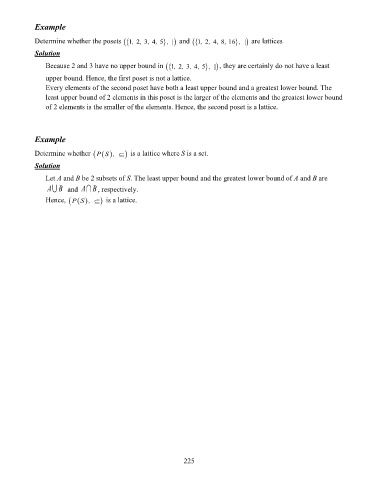 Example
Determine whether the posets ({1, 2, 3, 4, 5}, |) and ({1, 2, 4, 8, 16}, |) are lattices
Solution
Because 2 and 3 have no upper bound in ({1, 2, 3, 4, 5}, |), they are certainly do not have a least
upper bound. Hence, the first poset is not a lattice.
Every elements of the second poset have both a least upper bound and a greatest lower bound. The
least upper bound of 2 elements in this poset is the larger of the elements and the greatest lower bound
of 2 elements is the smaller of the elements. Hence, the second poset is a lattice.
Example
Determine whether (P(S), ⊆) is a lattice where S is a set.
Solution
Let A and B be 2 subsets of S. The least upper bound and the greatest lower bound of A and B are
A∪B and A∩B, respectively.
Hence, (P(S), ⊆) is a lattice.
225